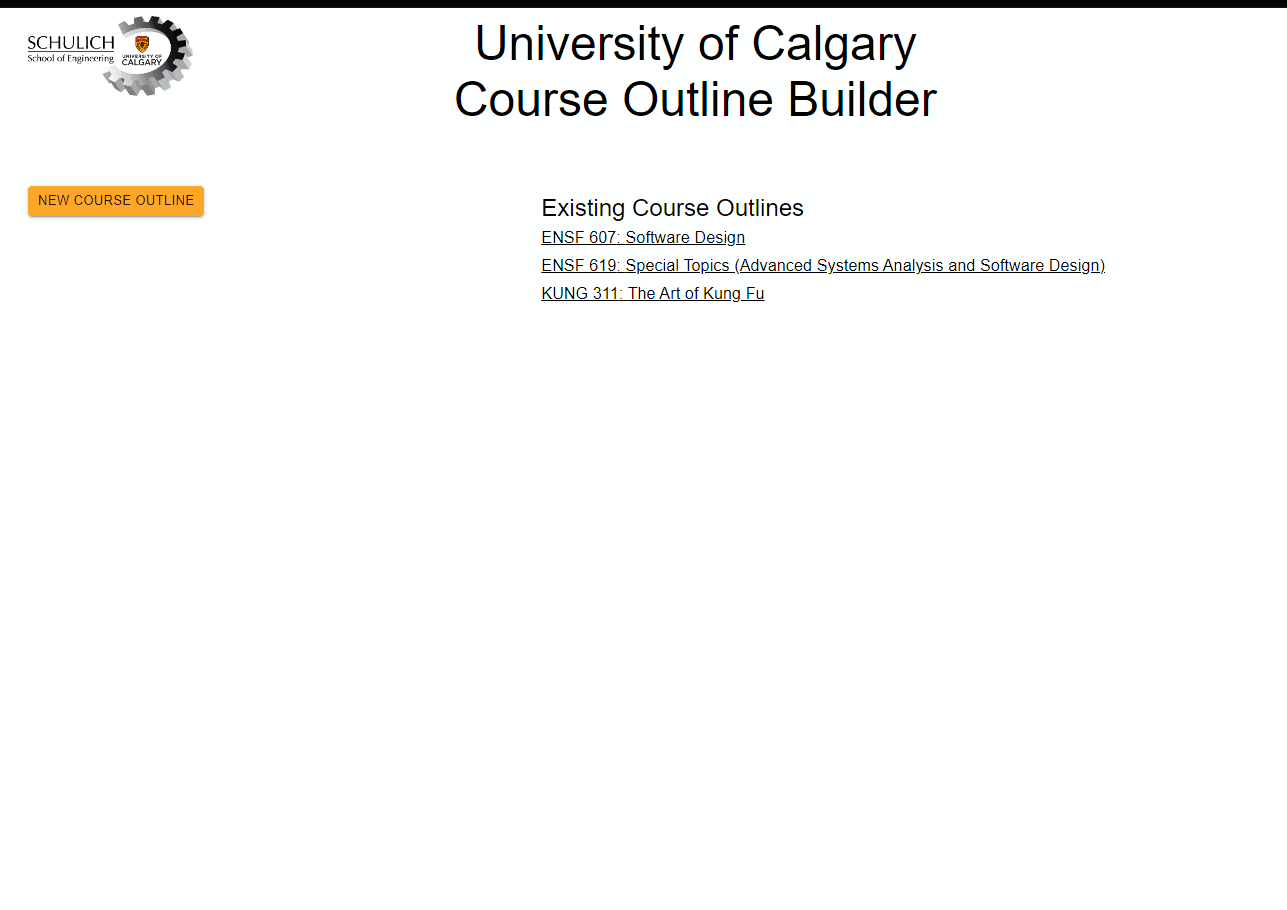 SCHULICH
School of Engineering
UNIVERSITY OF
CALGARY
University of Calgary
Course Outline Builder
NEW COURSE OUTLINE
Existing Course Outlines
ENSF 607: Software Design
ENSF 619: Special Topics (Advanced Systems Analysis and Software Design)
KUNG 311: The Art of Kung Fu